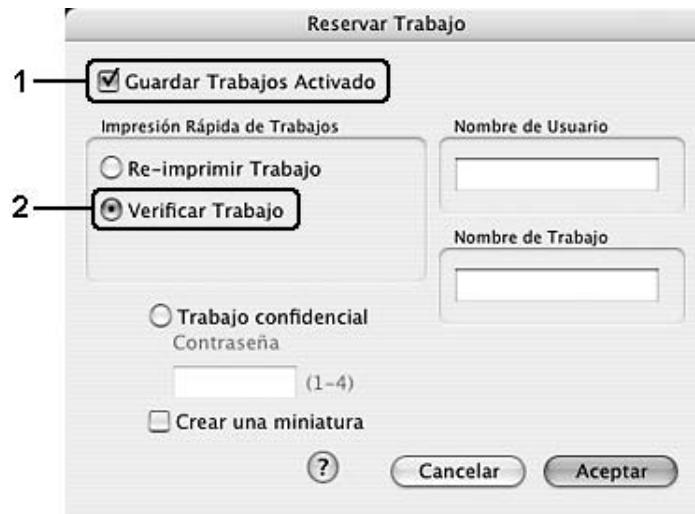 Reservar Trabajo
1
Guardar Trabajos Activado
Impresión Rápida de Trabajos
Re-imprimir Trabajo
2
Verificar Trabajo
Nombre de Usuario
Nombre de Trabajo
Trabajo confidencial
Contraseña
(1-4)
Crear una miniatura
?
Cancelar
Aceptar